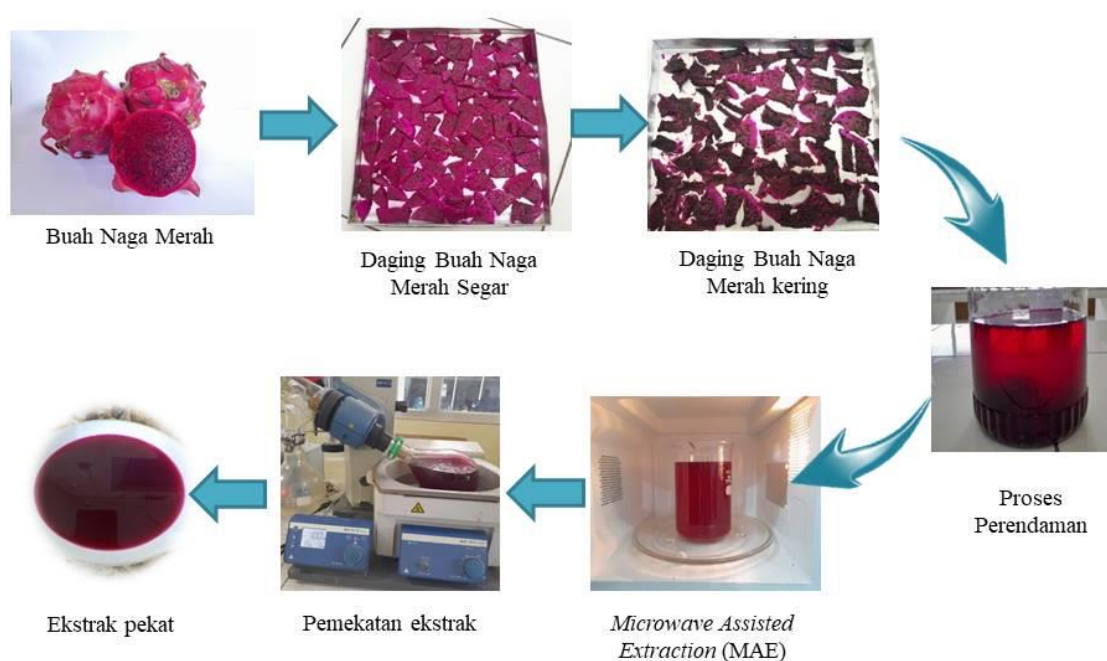 Buah Naga Merah
Daging Buah Naga
Merah Segar
Daging Buah Naga
Merah kering
Proses
Perendaman
Microwave Assisted
Extraction (MAE)
Pemekatan ekstrak
Ekstrak pekat